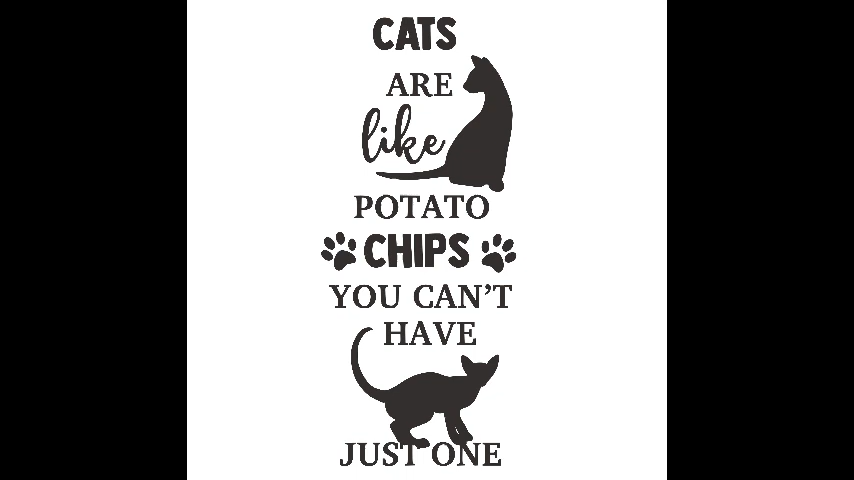 CATS
ARE
like
POTATO
CHIPS
YOU CAN’T
HAVE
JUST ONE